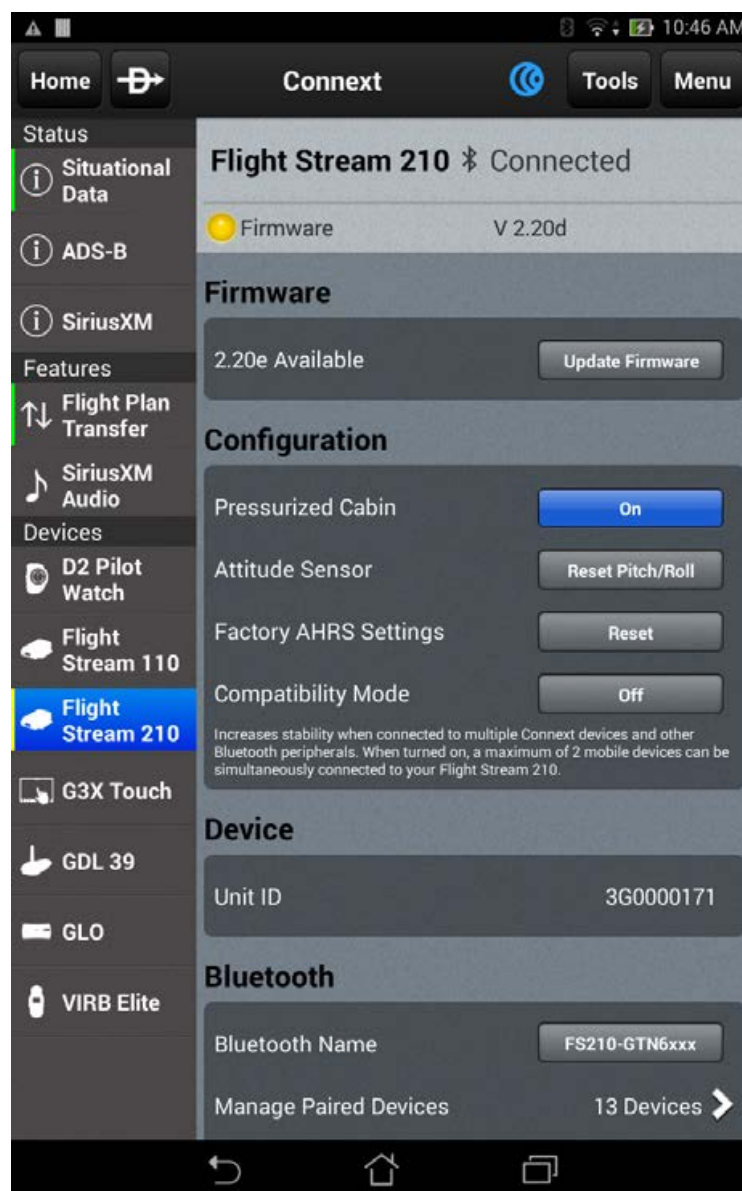 10:46 AM
Home
Connext
Tools
Menu
Status
Situational
Data
ADS-B
SiriusXM
Features
Flight Plan
Transfer
SiriusXM
Audio
Devices
D2 Pilot
Watch
Flight
Stream 110
Flight
Stream 210
G3X Touch
GDL 39
GLO
VIRB Elite
Flight Stream 210 Connected
Firmware V 2.20d
Firmware
2.20e Available Update Firmware
Configuration
Pressurized Cabin On
Attitude Sensor Reset Pitch/Roll
Factory AHRS Settings Reset
Compatibility Mode Off
Increases stability when connected to multiple Connext devices and other
Bluetooth peripherals. When turned on, a maximum of 2 mobile devices can be
simultaneously connected to your Flight Stream 210.
Device
Unit ID 3G0000171
Bluetooth
Bluetooth Name FS210-GTN6xxx
Manage Paired Devices 13 Devices